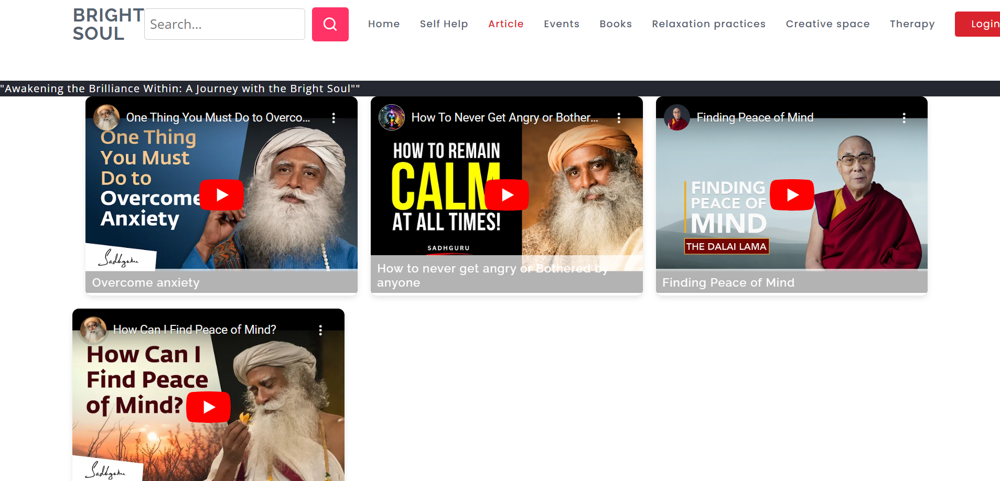 BRIGHT
SOUL
Search...
Home Self Help Article Events Books Relaxation practices Creative space Therapy Login
"Awakening the Brilliance Within: A Journey with the Bright Soul""
One Thing You Must Do to Overco...
One Thing
You Must
Do to
Overcome
Anxiety
Sadhguru
Overcome anxiety
How To Never Get Angry or Bother...
HOW TO REMAIN
CALM
AT ALL TIMES!
SADHGURU
How to never get angry or Bothered by
anyone
Finding Peace of Mind
FINDING
PEACE OF
MIND
THE DALAI LAMA
Finding Peace of Mind
How Can I Find Peace of Mind?
How Can I
Find Peace
of Mind?
Sadhguru